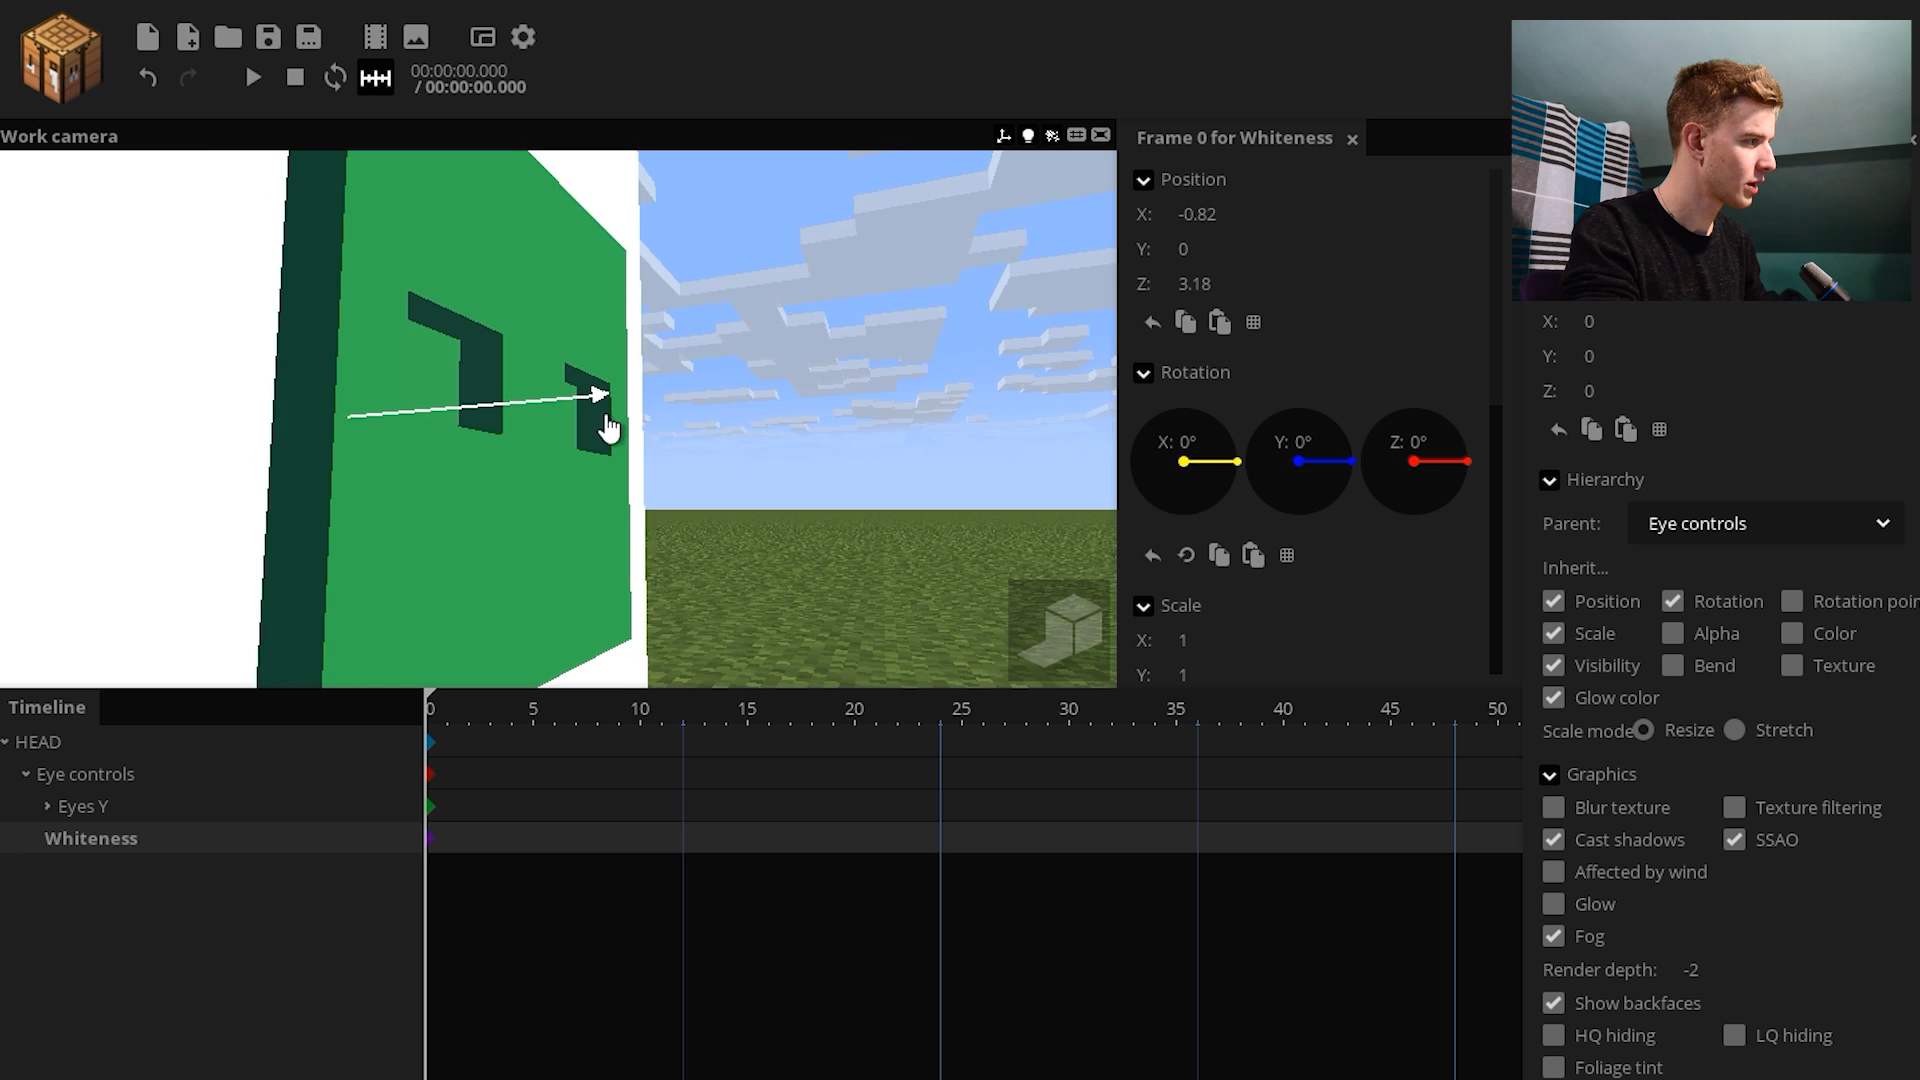 00:00:00.000
/ 00:00:00.000
Work camera
Frame 0 for Whiteness
Position
X: -0.82
Y: 0
Z: 3.18
Rotation
X: 0° Y: 0° Z: 0°
Scale
X: 1
Y: 1
X: 0
Y: 0
Z: 0
Hierarchy
Parent: Eye controls
Inherit...
Position Rotation Rotation poin
Scale Alpha Color
Visibility Bend Texture
Glow color
Scale mode Resize Stretch
Graphics
Blur texture Texture filtering
Cast shadows SSAO
Affected by wind
Glow
Fog
Render depth: -2
Show backfaces
HQ hiding LQ hiding
Foliage tint
Timeline
0 5 10 15 20 25 30 35 40 45 50
HEAD
Eye controls
Eyes Y
Whiteness